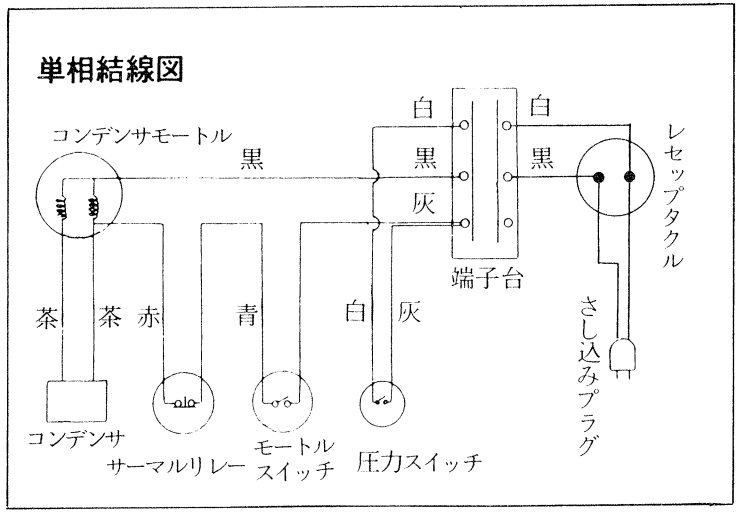 単相結線図
コンデンサモートル
白
白
黒
黒
黒
灰
レセップタクル
端子台
茶
茶
赤
青
白
灰
さし込みプラグ
コンデンサ
サーマルリレー
モートル
スイッチ
圧力スイッチ